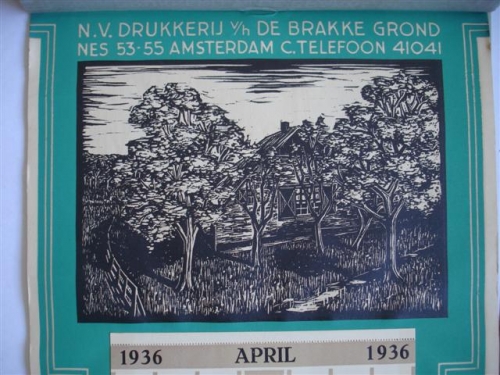 N.V. DRUKKERIJ V/h DE BRAKKE GROND
NES 53-55 AMSTERDAM C. TELEFOON 41041
1936 APRIL 1936